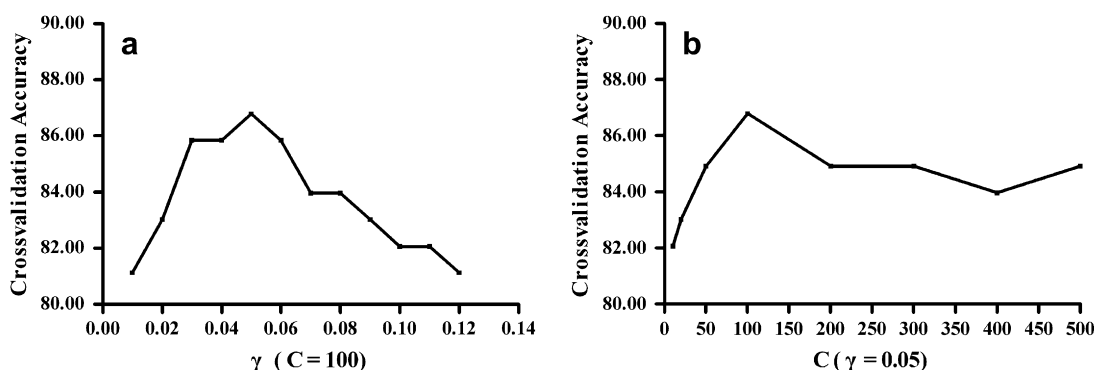 a
90.00
88.00
86.00
84.00
82.00
80.00
Crossvalidation Accuracy
0.00 0.02 0.04 0.06 0.08 0.10 0.12 0.14
γ ( C = 100)
b
90.00
88.00
86.00
84.00
82.00
80.00
Crossvalidation Accuracy
0 50 100 150 200 250 300 350 400 450 500
C ( γ = 0.05)